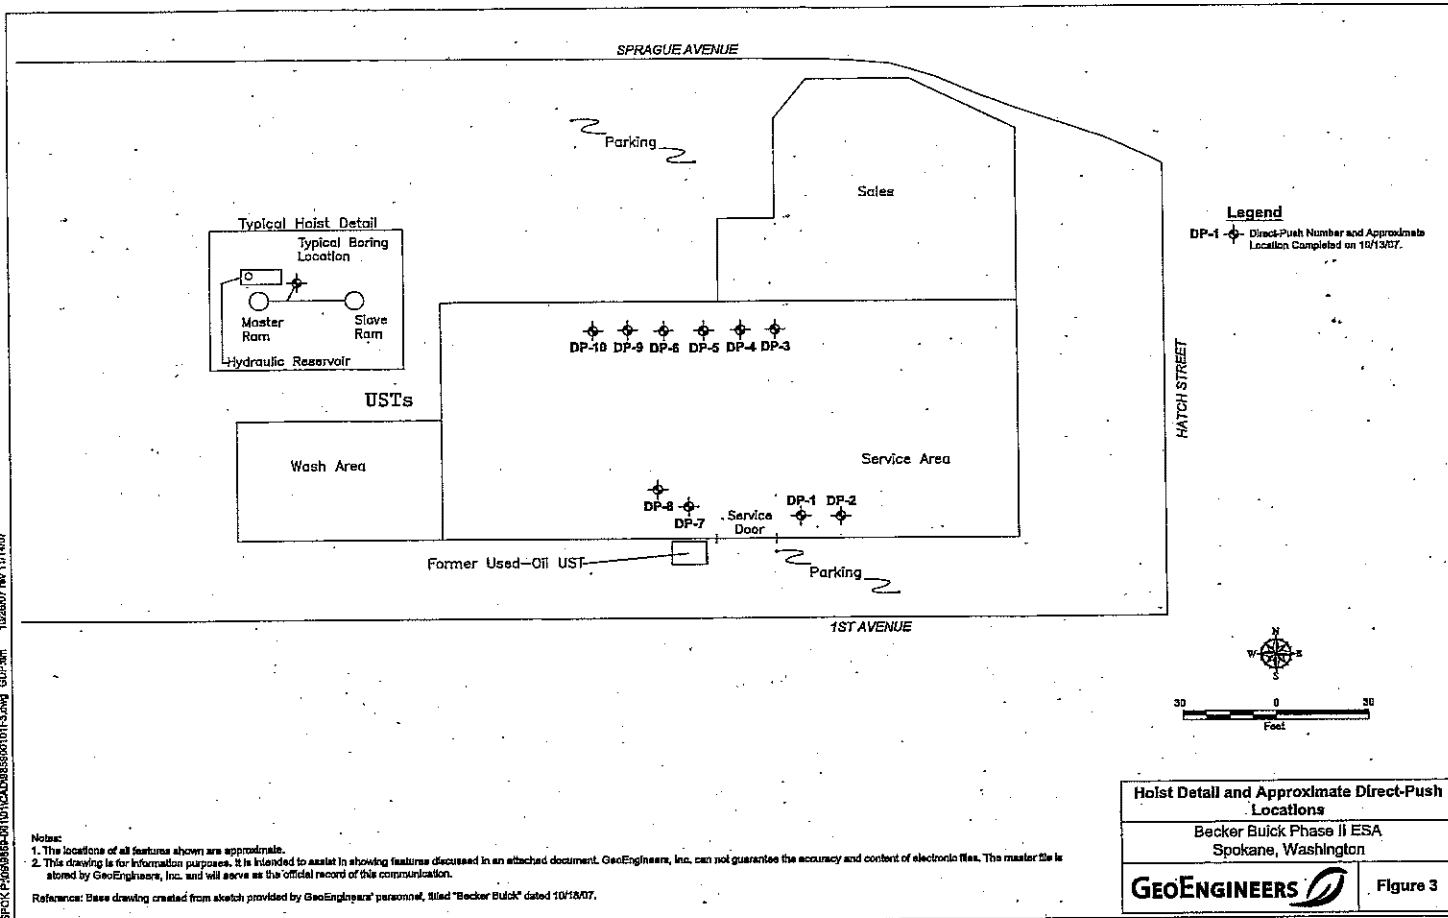 SPRAGUE AVENUE
Parking
Sales
Typical Hoist Detail
Typical Boring
Location
Master
Ram
Slave
Ram
Hydraulic Reservoir
Legend
DP-1 Direct-Push Number and Approximate
Location Completed on 10/13/07.
DP-10 DP-9 DP-6 DP-5 DP-4 DP-3
HATCH STREET
USTs
Wash Area
Service Area
DP-8
DP-7
DP-1 DP-2
Service
Door
Former Used-Oil UST
Parking
1ST AVENUE
N
W E
S
30 0 30
Feet
Hoist Detail and Approximate Direct-Push
Locations
Becker Buick Phase II ESA
Spokane, Washington
GEOENGINEERS
Figure 3
Notes:
1. The locations of all features shown are approximate.
2. This drawing is for information purposes. It is intended to assist in showing features discussed in an attached document. GeoEngineers, Inc. can not guarantee the accuracy and content of electronic files. The master file is
stored by GeoEngineers, Inc. and will serve as the official record of this communication.
Reference: Base drawing created from sketch provided by GeoEngineers' personnel, filed "Becker Buick" dated 10/18/07.